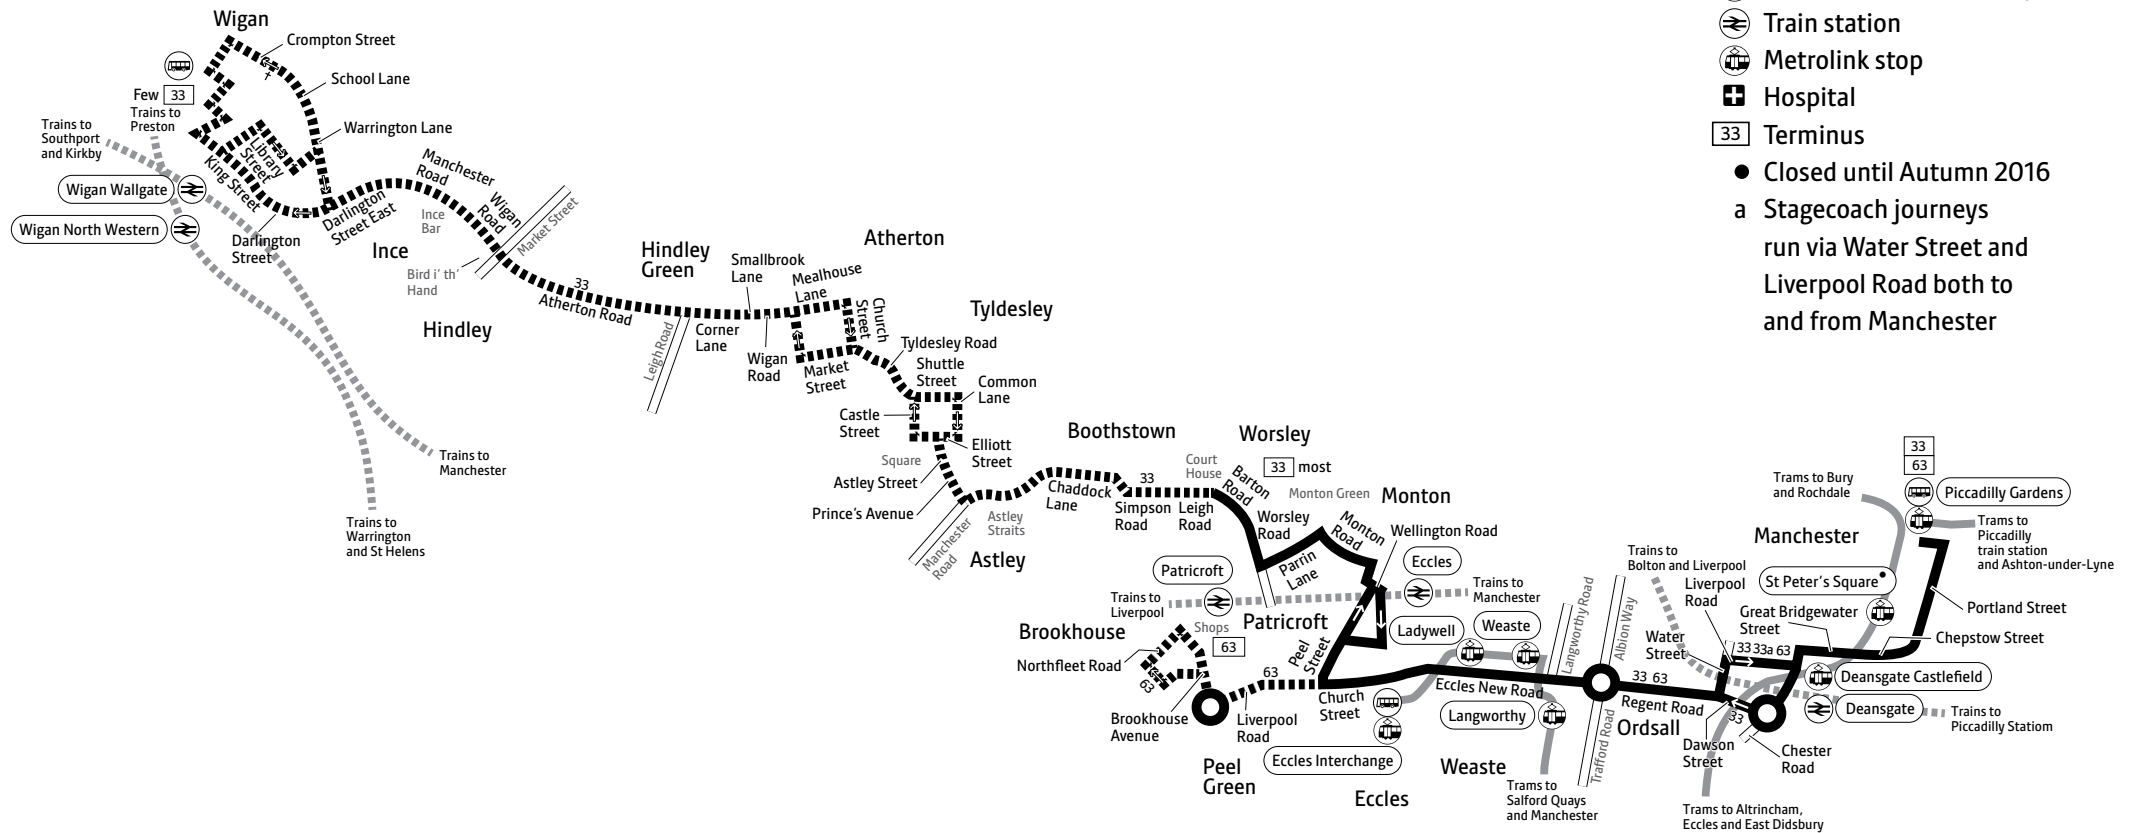 Wigan
Crompton Street
School Lane
Few 33
Trains to
Preston
Trains to
Southport
and Kirkby
Warrington Lane
Library
Street
King Street
Wigan Wallgate
Wigan North Western
Darlington
Street
Darlington
Street East
Manchester
Road
Ince
Bar
Ince
Wigan
Road
Market Street
Bird i' th'
Hand
Hindley
33
Atherton Road
Hindley
Green
Leigh Road
Corner
Lane
Smallbrook
Lane
Wigan
Road
Mealhouse
Lane
Atherton
Church
Street
Market
Street
Tyldesley
Tyldesley Road
Shuttle
Street
Common
Lane
Castle
Street
Elliott
Street
Square
Astley Street
Prince's Avenue
Manchester
Road
Astley
Straits
Astley
Trains to
Manchester
Trains to
Warrington
and St Helens
Boothstown
Chaddock
Lane
33
Simpson
Road
Leigh
Road
Court
House
Worsley
33 most
Barton
Road
Monton Green
Monton
Worsley
Road
Monton
Road
Wellington Road
Parrin
Lane
Patricroft
Eccles
Trains to
Liverpool
Trains to
Manchester
Patricroft
Shops
63
Brookhouse
Northfleet Road
63
Brookhouse
Avenue
63
Liverpool
Road
Peel
Green
Peel
Street
Church
Street
Eccles Interchange
Eccles
Ladywell
Weaste
Eccles New Road
Langworthy
Weaste
Trams to
Salford Quays
and Manchester
Langworthy Road
Albion Way
Trafford Road
Ordsall
33 63
Regent Road
Trains to
Bolton and Liverpool
Liverpool
Road
Water
Street
33 33a 63
33
Dawson
Street
Chester
Road
Trams to Altrincham,
Eccles and East Didsbury
Great Bridgewater
Street
St Peter's Square●
Manchester
Trams to Bury
and Rochdale
33
63
Piccadilly Gardens
Trams to
Piccadilly
train station
and Ashton-under-Lyne
Portland Street
Chepstow Street
Deansgate Castlefield
Deansgate
Trains to
Piccadilly Statiom
Train station
Metrolink stop
Hospital
33 Terminus
● Closed until Autumn 2016
a Stagecoach journeys
run via Water Street and
Liverpool Road both to
and from Manchester